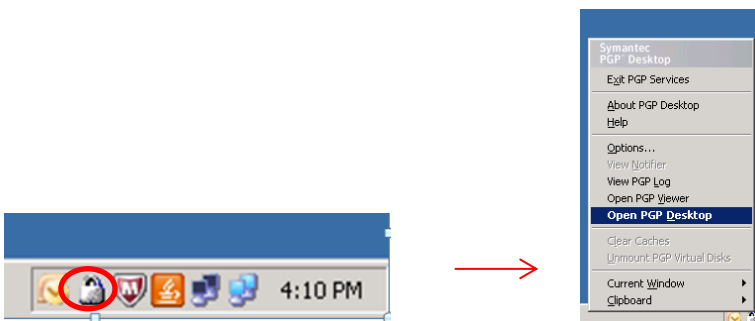 4:10 PM
Symantec
PGP™ Desktop
Exit PGP Services
About PGP Desktop
Help
Options...
View Notifier
View PGP Log
Open PGP Viewer
Open PGP Desktop
Clear Caches
Unmount PGP Virtual Disks
Current Window
Clipboard